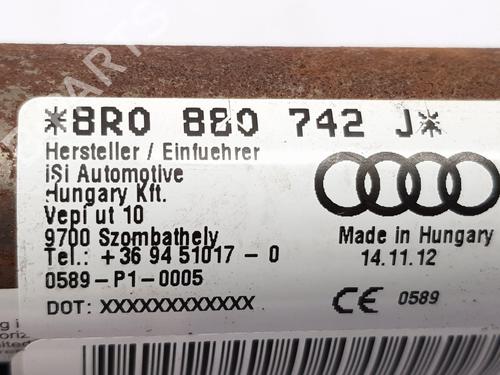 *8R0 880 742 J*
Hersteller / Einfuehrer
iSi Automotive
Hungary Kft.
Vepi ut 10
9700 Szombathely
Tel.: +36 94 51017 - 0
0589-P1-0005
DOT: XXXXXXXXXXXXX
Made in Hungary
14.11.12
CE 0589